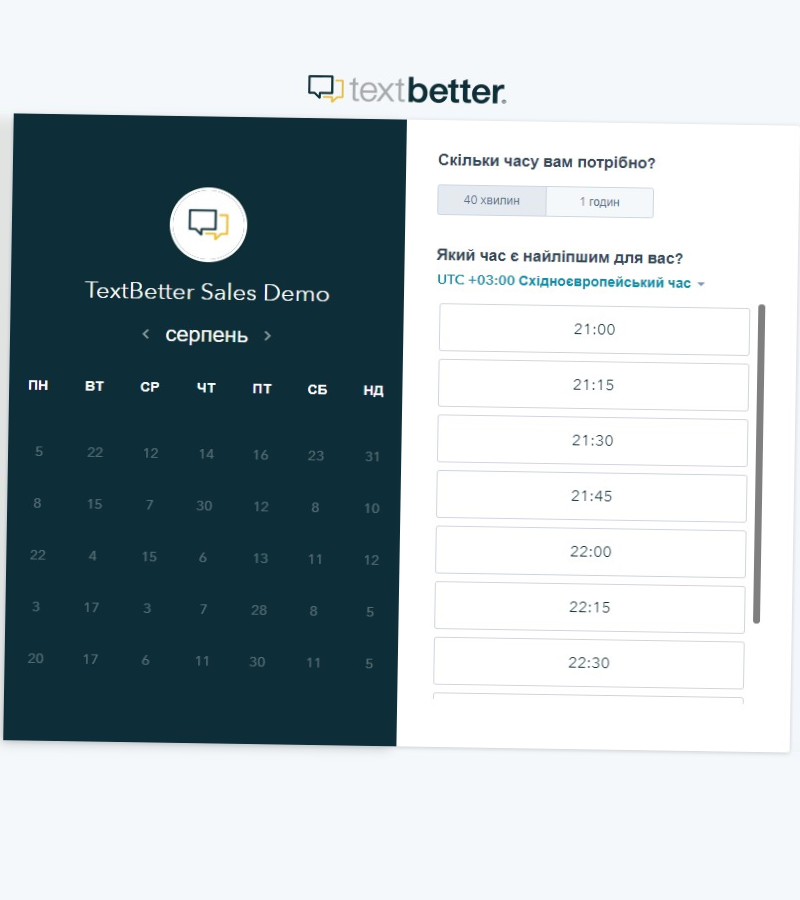 textbetter
TextBetter Sales Demo
серпень
ПН ВТ СР ЧТ ПТ СБ НД
5 22 12 14 16 23 31
8 15 7 30 12 8 10
22 4 15 6 13 11 12
3 17 3 7 28 8 5
20 17 6 11 30 11 5
Скільки часу вам потрібно?
40 хвилин 1 годин
Який час є найліпшим для вас?
UTC +03:00 Східноєвропейський час
21:00
21:15
21:30
21:45
22:00
22:15
22:30